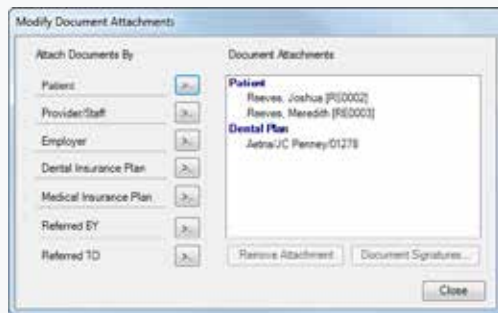 Modify Document Attachments
Attach Documents By
Document Attachments
Patient
>..
Provider/Staff
>..
Employer
>..
Dental Insurance Plan
>..
Medical Insurance Plan
>..
Referred BY
>..
Referred TO
>..
Patient
Reeves, Joshua [RE0002]
Reeves, Meredith [RE0003]
Dental Plan
Aetna/JC Penney/01278
Remove Attachment
Document Signatures...
Close